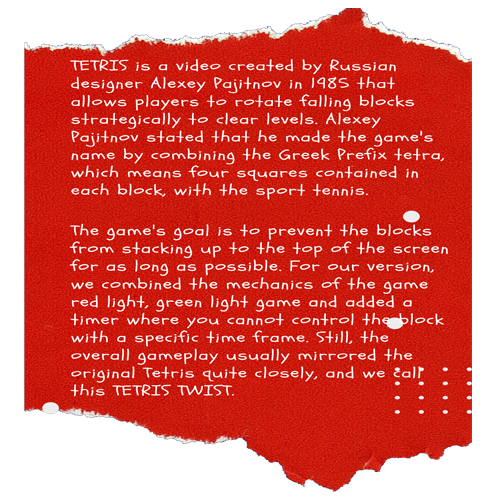 TETRIS is a video created by Russian
designer Alexey Pajitnov in 1985 that
allows players to rotate falling blocks
strategically to clear levels. Alexey
Pajitnov stated that he made the game's
name by combining the Greek Prefix tetra,
which means four squares contained in
each block, with the sport tennis.

The game's goal is to prevent the blocks
from stacking up to the top of the screen
for as long as possible. For our version,
we combined the mechanics of the game
red light, green light game and added a
timer where you cannot control the block
with a specific time frame. Still, the
overall gameplay usually mirrored the
original Tetris quite closely, and we call
this TETRIS TWIST.